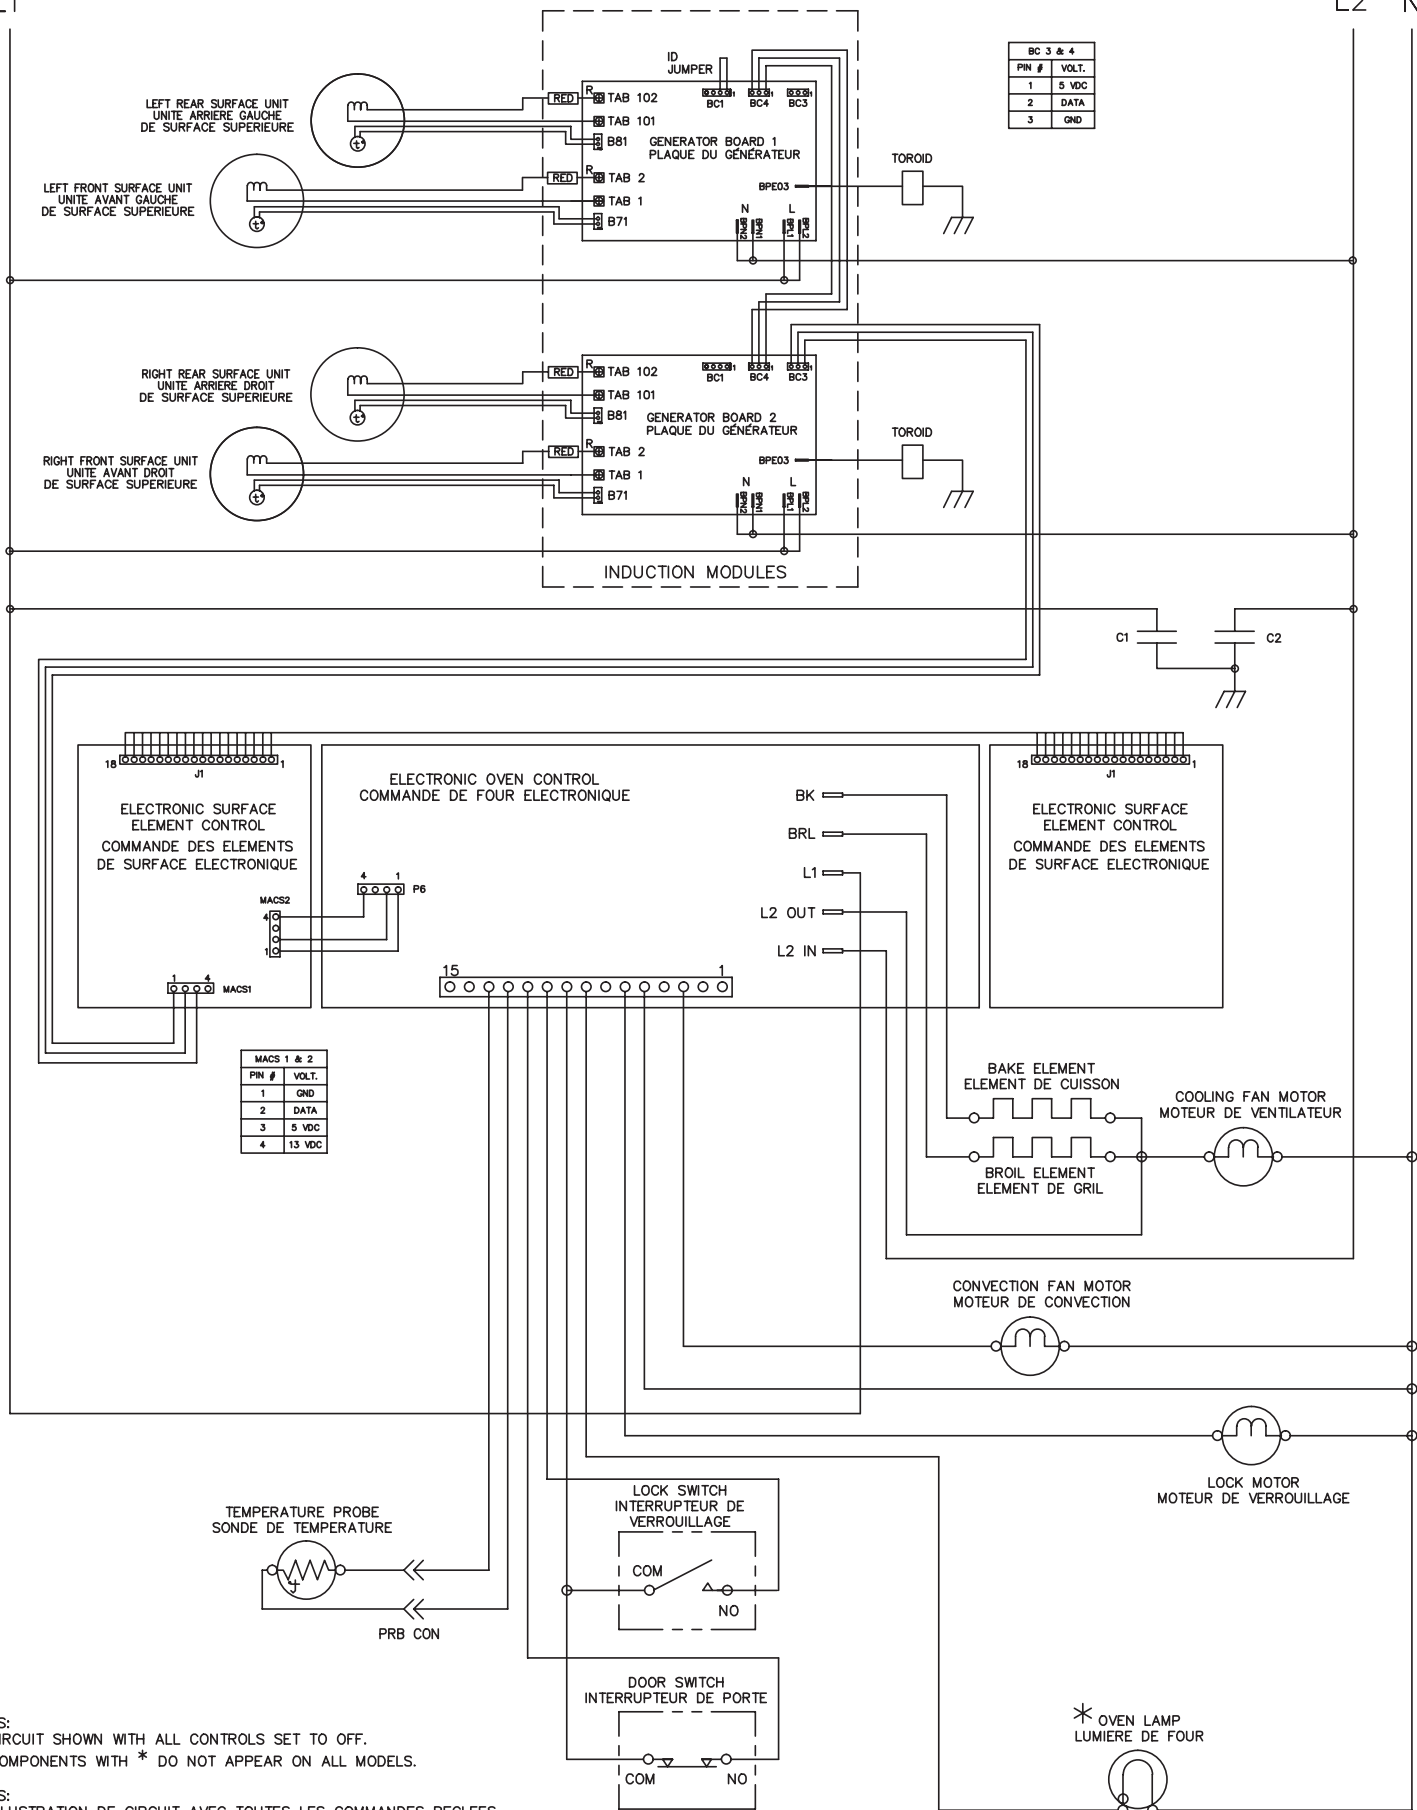 L1
L2 N
BC 3 & 4
PIN # VOLT.
1 5 VDC
2 DATA
3 GND
ID
JUMPER
LEFT REAR SURFACE UNIT
UNITE ARRIERE GAUCHE
DE SURFACE SUPERIEURE
R
RED
TAB 102
TAB 101
B81
BC1 1
BC4 1
BC3 1
GENERATOR BOARD 1
PLAQUE DU GÉNÉRATEUR
LEFT FRONT SURFACE UNIT
UNITE AVANT GAUCHE
DE SURFACE SUPERIEURE
R
RED
TAB 2
TAB 1
B71
BPE03
TOROID
N L
BPN2 BPN1 BPL1 BPL2
RIGHT REAR SURFACE UNIT
UNITE ARRIERE DROIT
DE SURFACE SUPERIEURE
R
RED
TAB 102
TAB 101
B81
BC1 1
BC4 1
BC3 1
GENERATOR BOARD 2
PLAQUE DU GÉNÉRATEUR
RIGHT FRONT SURFACE UNIT
UNITE AVANT DROIT
DE SURFACE SUPERIEURE
R
RED
TAB 2
TAB 1
B71
BPE03
TOROID
N L
BPN2 BPN1 BPL1 BPL2
INDUCTION MODULES
C1 C2
18 1
J1
ELECTRONIC SURFACE
ELEMENT CONTROL
COMMANDE DES ELEMENTS
DE SURFACE ELECTRONIQUE
MACS2
4
1
1 4
MACS1
ELECTRONIC OVEN CONTROL
COMMANDE DE FOUR ELECTRONIQUE
4 1
P6
BK
BRL
L1
L2 OUT
L2 IN
15 1
18 1
J1
ELECTRONIC SURFACE
ELEMENT CONTROL
COMMANDE DES ELEMENTS
DE SURFACE ELECTRONIQUE
MACS 1 & 2
PIN # VOLT.
1 GND
2 DATA
3 5 VDC
4 13 VDC
BAKE ELEMENT
ELEMENT DE CUISSON
BROIL ELEMENT
ELEMENT DE GRIL
COOLING FAN MOTOR
MOTEUR DE VENTILATEUR
CONVECTION FAN MOTOR
MOTEUR DE CONVECTION
LOCK MOTOR
MOTEUR DE VERROUILLAGE
TEMPERATURE PROBE
SONDE DE TEMPERATURE
PRB CON
LOCK SWITCH
INTERRUPTEUR DE
VERROUILLAGE
COM
NO
DOOR SWITCH
INTERRUPTEUR DE PORTE
COM NO
* OVEN LAMP
LUMIERE DE FOUR
S:
IRCUIT SHOWN WITH ALL CONTROLS SET TO OFF.
OMPONENTS WITH * DO NOT APPEAR ON ALL MODELS.
S: